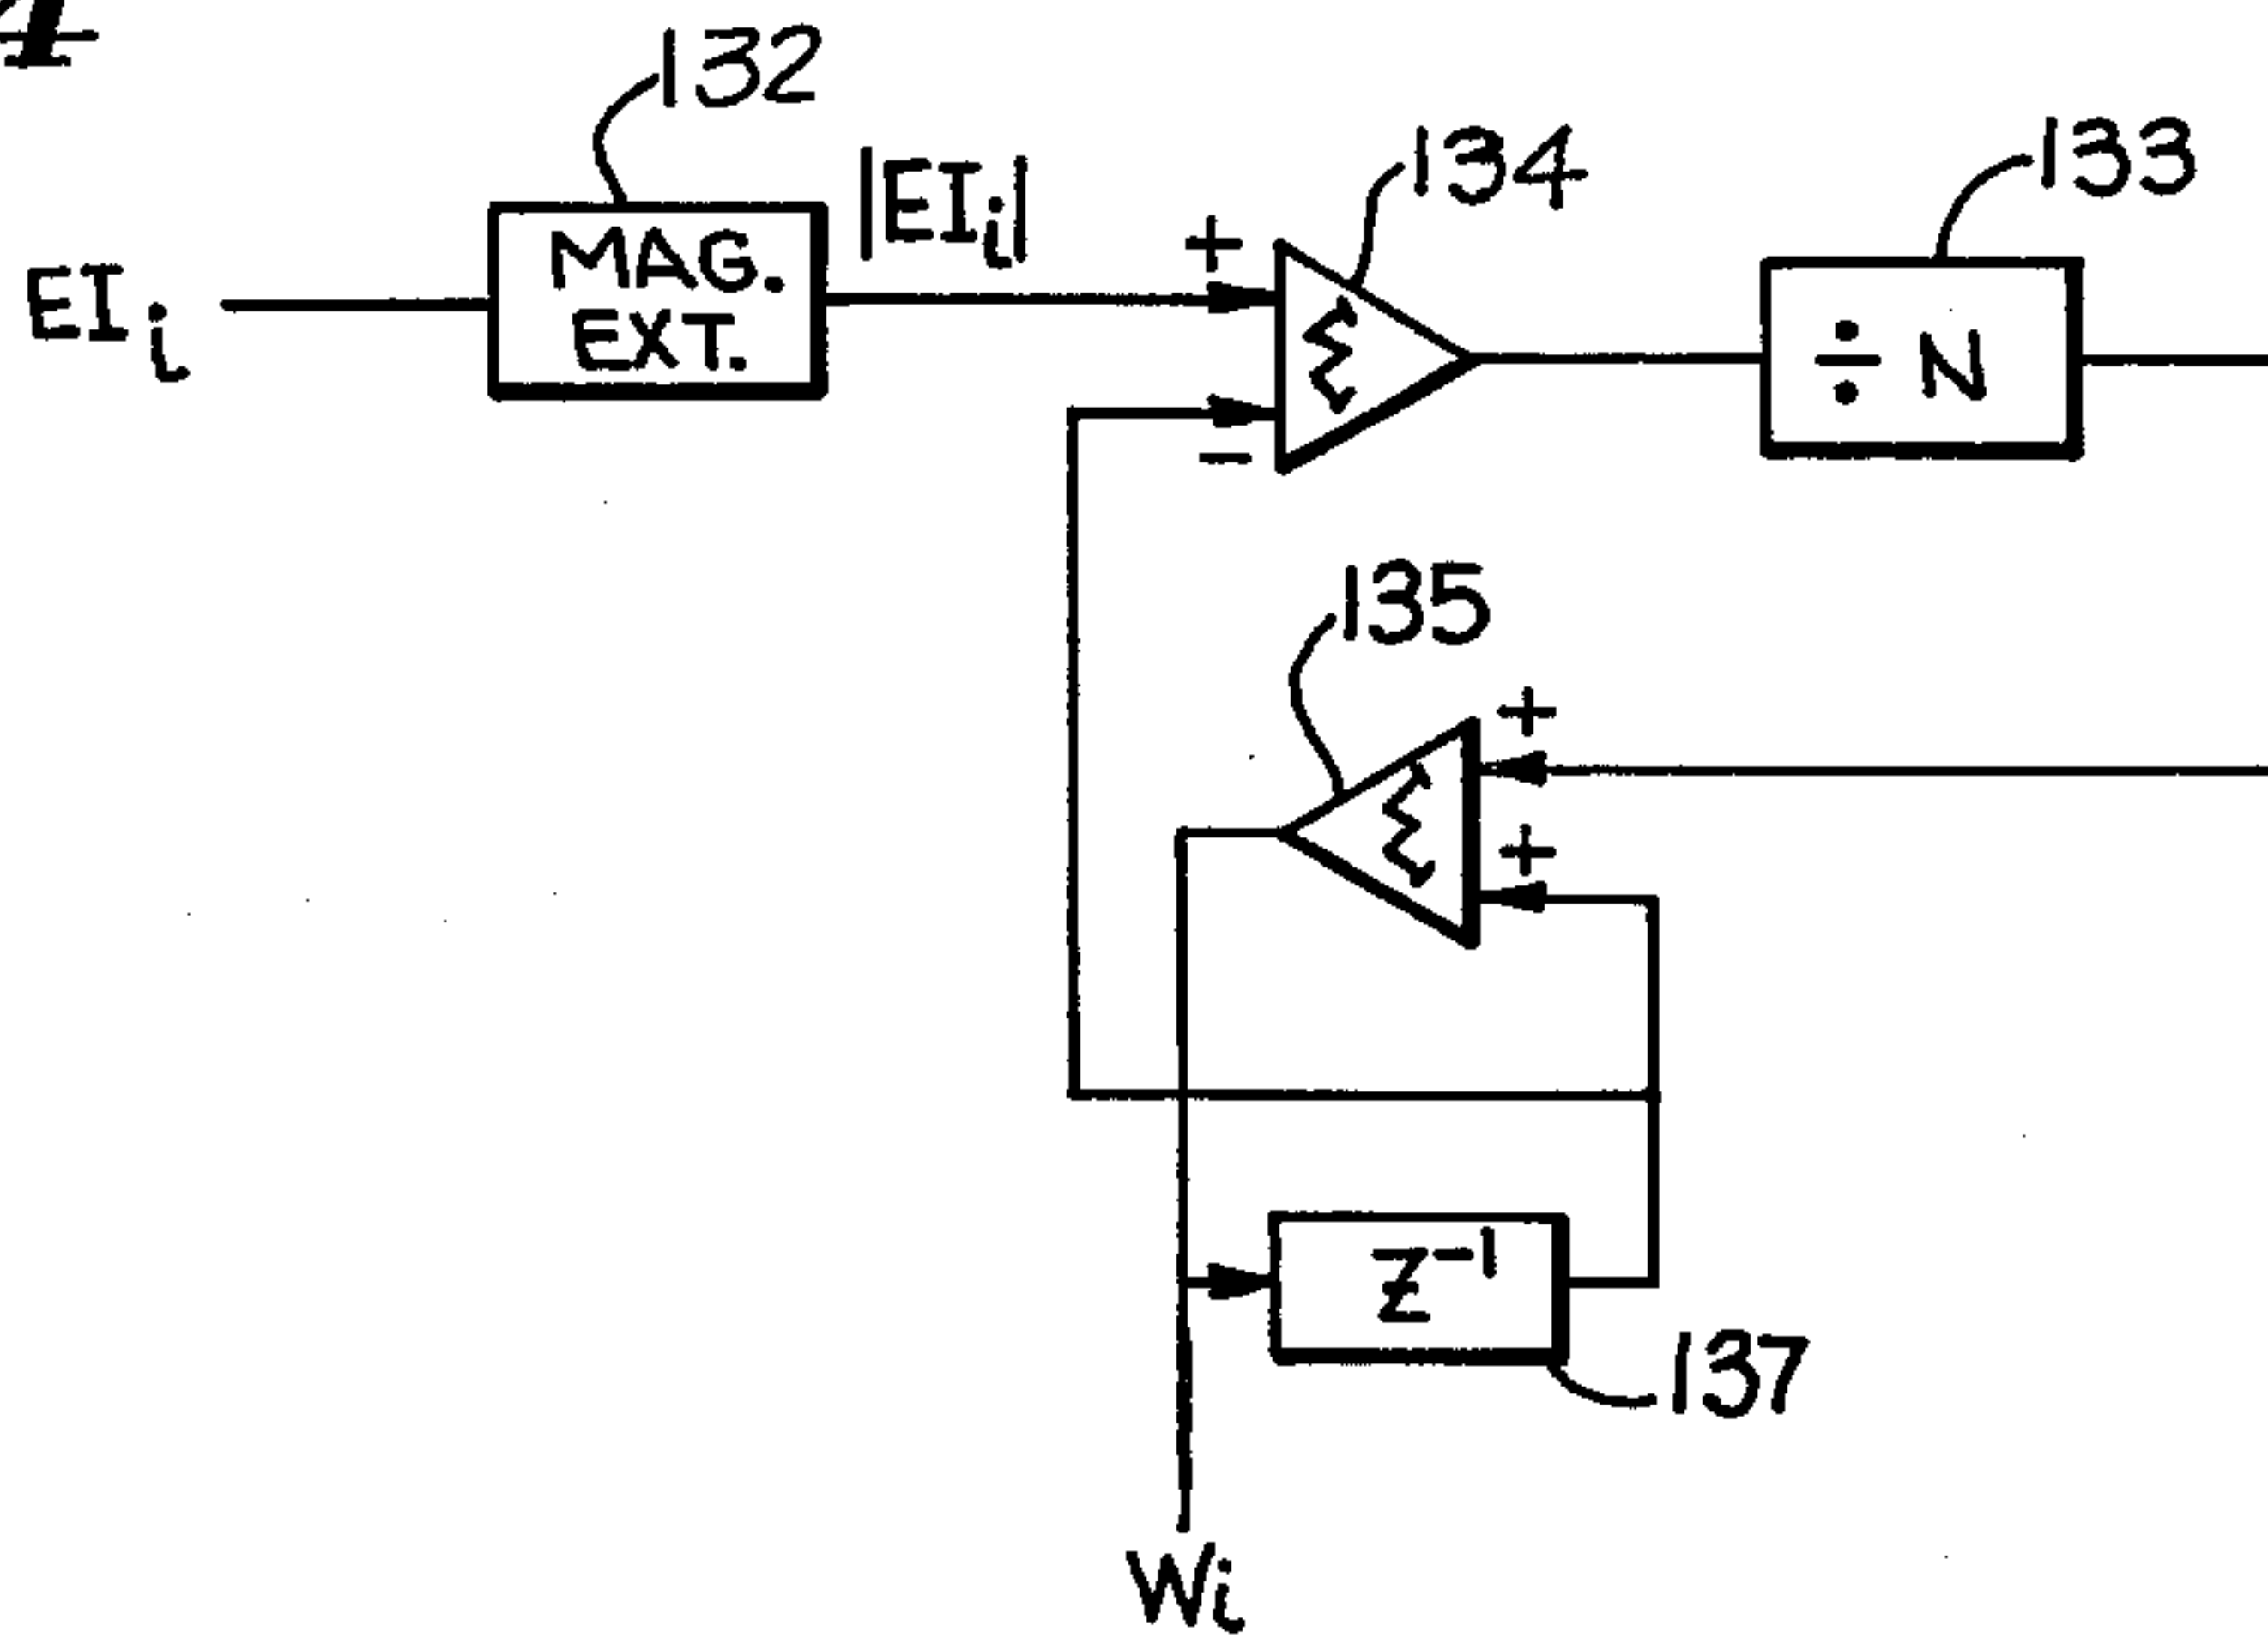 132
134
133
|EIi|
+
MAG.
EXT.
EIi
Σ
÷ N
−
135
+
Σ
+
Z⁻¹
137
Wi